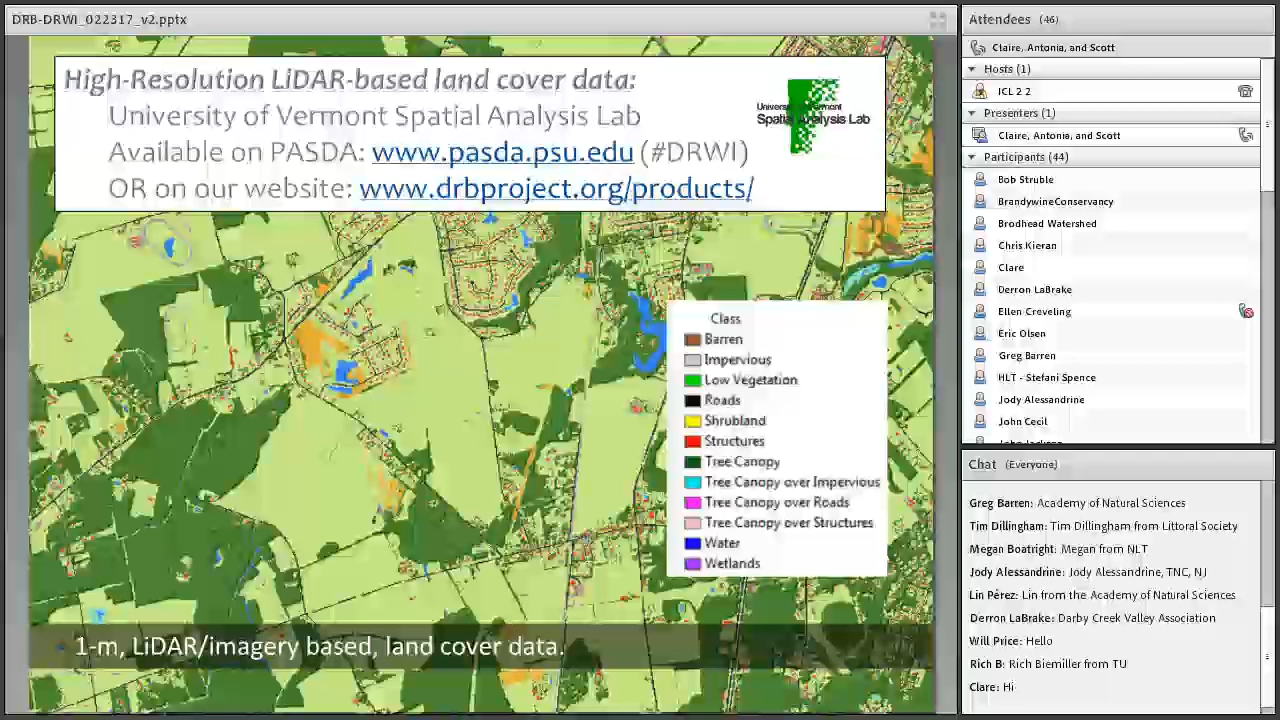 DRB-DRWI_022317_v2.pptx
High-Resolution LiDAR-based land cover data:
University of Vermont Spatial Analysis Lab
Available on PASDA: www.pasda.psu.edu (#DRWI)
OR on our website: www.drbproject.org/products/
University of Vermont
Spatial Analysis Lab
Class
Barren
Impervious
Low Vegetation
Roads
Shrubland
Structures
Tree Canopy
Tree Canopy over Impervious
Tree Canopy over Roads
Tree Canopy over Structures
Water
Wetlands
1-m, LiDAR/imagery based, land cover data.
Attendees (46)
Claire, Antonia, and Scott
Hosts (1)
ICL 2 2
Presenters (1)
Claire, Antonia, and Scott
Participants (44)
Bob Struble
BrandywineConservancy
Brodhead Watershed
Chris Kieran
Clare
Derron LaBrake
Ellen Creveling
Eric Olsen
Greg Barren
HLT - Stefani Spence
Jody Alessandrine
John Cecil
John Jackson
Chat (Everyone)
Greg Barren: Academy of Natural Sciences
Tim Dillingham: Tim Dillingham from Littoral Society
Megan Boatright: Megan from NLT
Jody Alessandrine: Jody Alessandrine, TNC, NJ
Lin Pérez: Lin from the Academy of Natural Sciences
Derron LaBrake: Darby Creek Valley Association
Will Price: Hello
Rich B: Rich Biemiller from TU
Clare: Hi